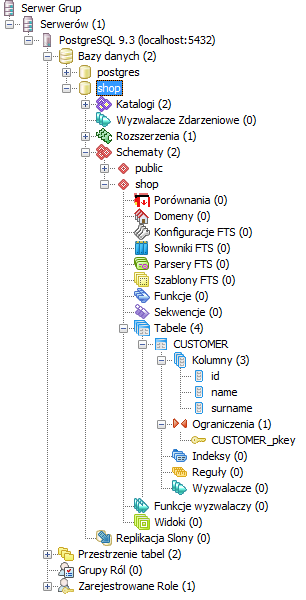 Serwer Grup
Serwerów (1)
PostgreSQL 9.3 (localhost:5432)
Bazy danych (2)
postgres
shop
Katalogi (2)
Wyzwalacze Zdarzeniowe (0)
Rozszerzenia (1)
Schematy (2)
public
shop
Porównania (0)
Domeny (0)
Konfiguracje FTS (0)
Słowniki FTS (0)
Parsery FTS (0)
Szablony FTS (0)
Funkcje (0)
Sekwencje (0)
Tabele (4)
CUSTOMER
Kolumny (3)
id
name
surname
Ograniczenia (1)
CUSTOMER_pkey
Indeksy (0)
Reguły (0)
Wyzwalacze (0)
Funkcje wyzwalaczy (0)
Widoki (0)
Replikacja Slony (0)
Przestrzenie tabel (2)
Grupy Ról (0)
Zarejestrowane Role (1)